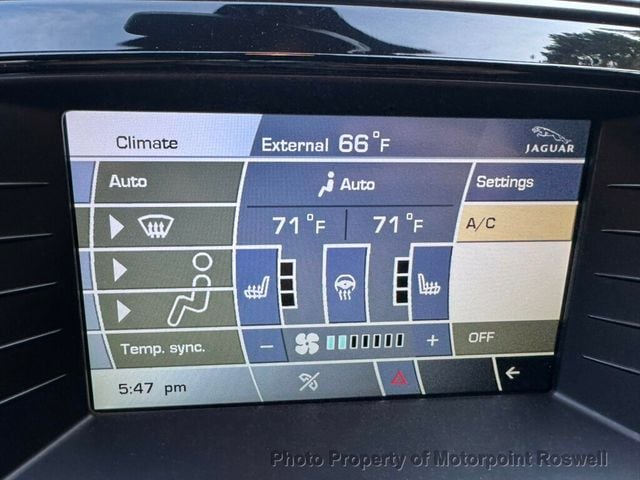 Climate
External 66°F
JAGUAR
Auto
Auto
Settings
71°F 71°F
A/C
Temp. sync.
− +
OFF
5:47 pm
Photo Property of Motorpoint Roswell